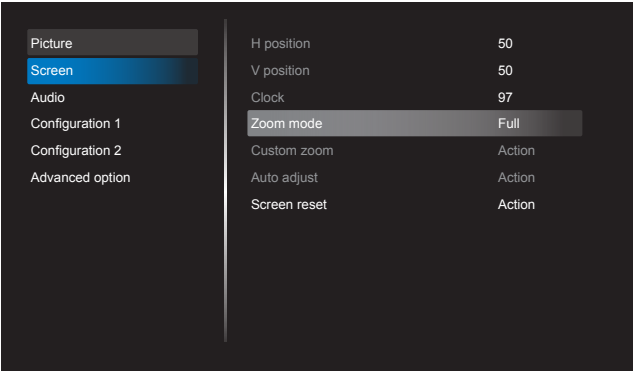 Picture
Screen
Audio
Configuration 1
Configuration 2
Advanced option
H position 50
V position 50
Clock 97
Zoom mode Full
Custom zoom Action
Auto adjust Action
Screen reset Action